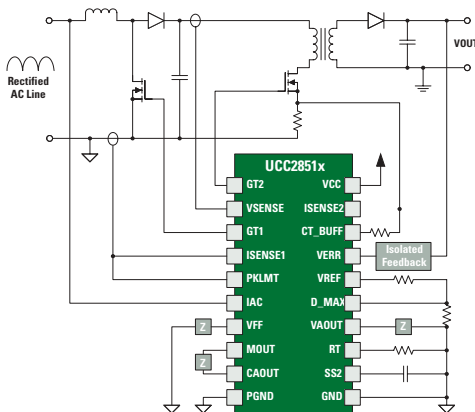 VOUT
Rectified
AC Line
UCC2851x
GT2
VCC
VSENSE
ISENSE2
GT1
CT_BUFF
ISENSE1
VERR
Isolated
Feedback
PKLMT
VREF
IAC
D_MAX
Z
VFF
VAOUT
Z
MOUT
RT
Z
CAOUT
SS2
PGND
GND